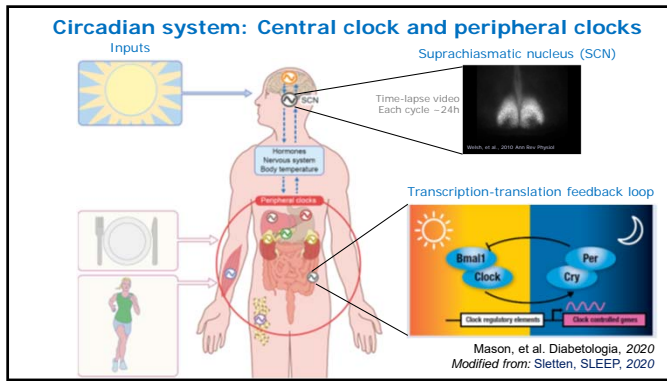 Circadian system: Central clock and peripheral clocks
Inputs
Suprachiasmatic nucleus (SCN)
SCN
Time-lapse video
Each cycle ~24h
Welsh, et al., 2010 Ann Rev Physiol
Hormones
Nervous system
Body temperature
Peripheral clocks
Transcription-translation feedback loop
Bmal1
Clock
Per
Cry
Clock regulatory elements
Clock controlled genes
Mason, et al. Diabetologia, 2020
Modified from: Sletten, SLEEP, 2020